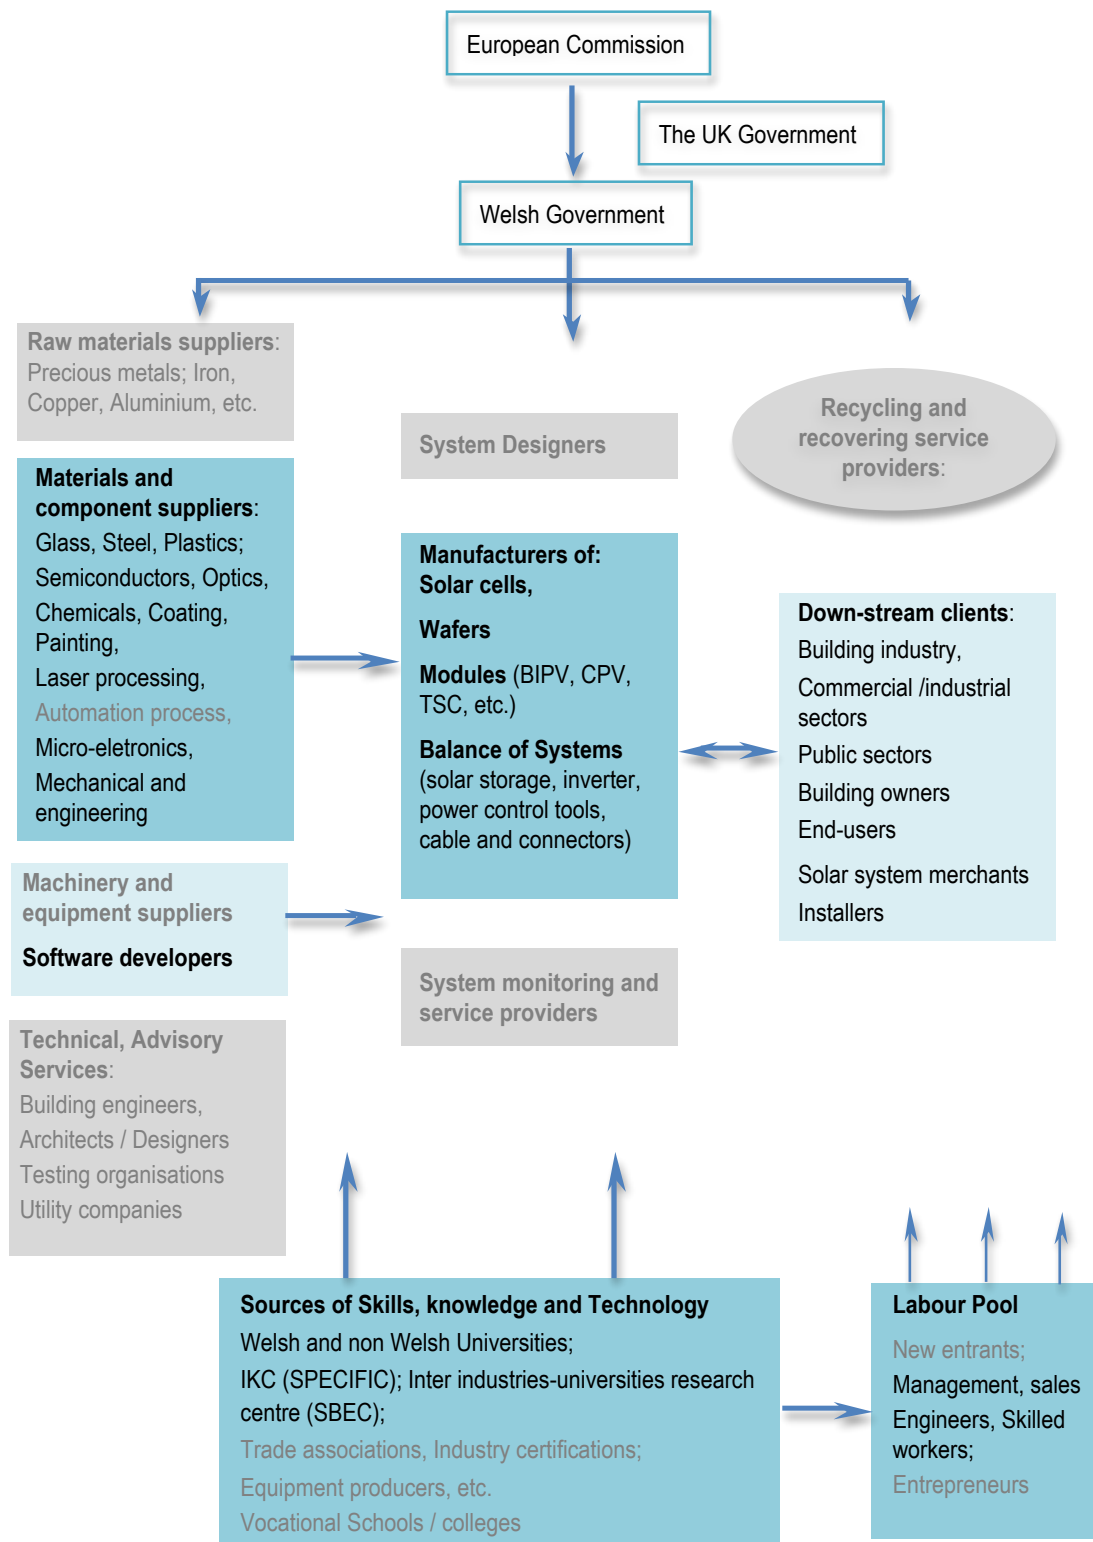 European Commission
The UK Government
Welsh Government
Raw materials suppliers:
Precious metals; Iron,
Copper, Aluminium, etc.
Materials and
component suppliers:
Glass, Steel, Plastics;
Semiconductors, Optics,
Chemicals, Coating,
Painting,
Laser processing,
Automation process,
Micro-eletronics,
Mechanical and
engineering
Machinery and
equipment suppliers
Software developers
Technical, Advisory
Services:
Building engineers,
Architects / Designers
Testing organisations
Utility companies
System Designers
Manufacturers of:
Solar cells,
Wafers
Modules (BIPV, CPV,
TSC, etc.)
Balance of Systems
(solar storage, inverter,
power control tools,
cable and connectors)
System monitoring and
service providers
Recycling and
recovering service
providers:
Down-stream clients:
Building industry,
Commercial /industrial
sectors
Public sectors
Building owners
End-users
Solar system merchants
Installers
Sources of Skills, knowledge and Technology
Welsh and non Welsh Universities;
IKC (SPECIFIC); Inter industries-universities research
centre (SBEC);
Trade associations, Industry certifications;
Equipment producers, etc.
Vocational Schools / colleges
Labour Pool
New entrants;
Management, sales
Engineers, Skilled
workers;
Entrepreneurs